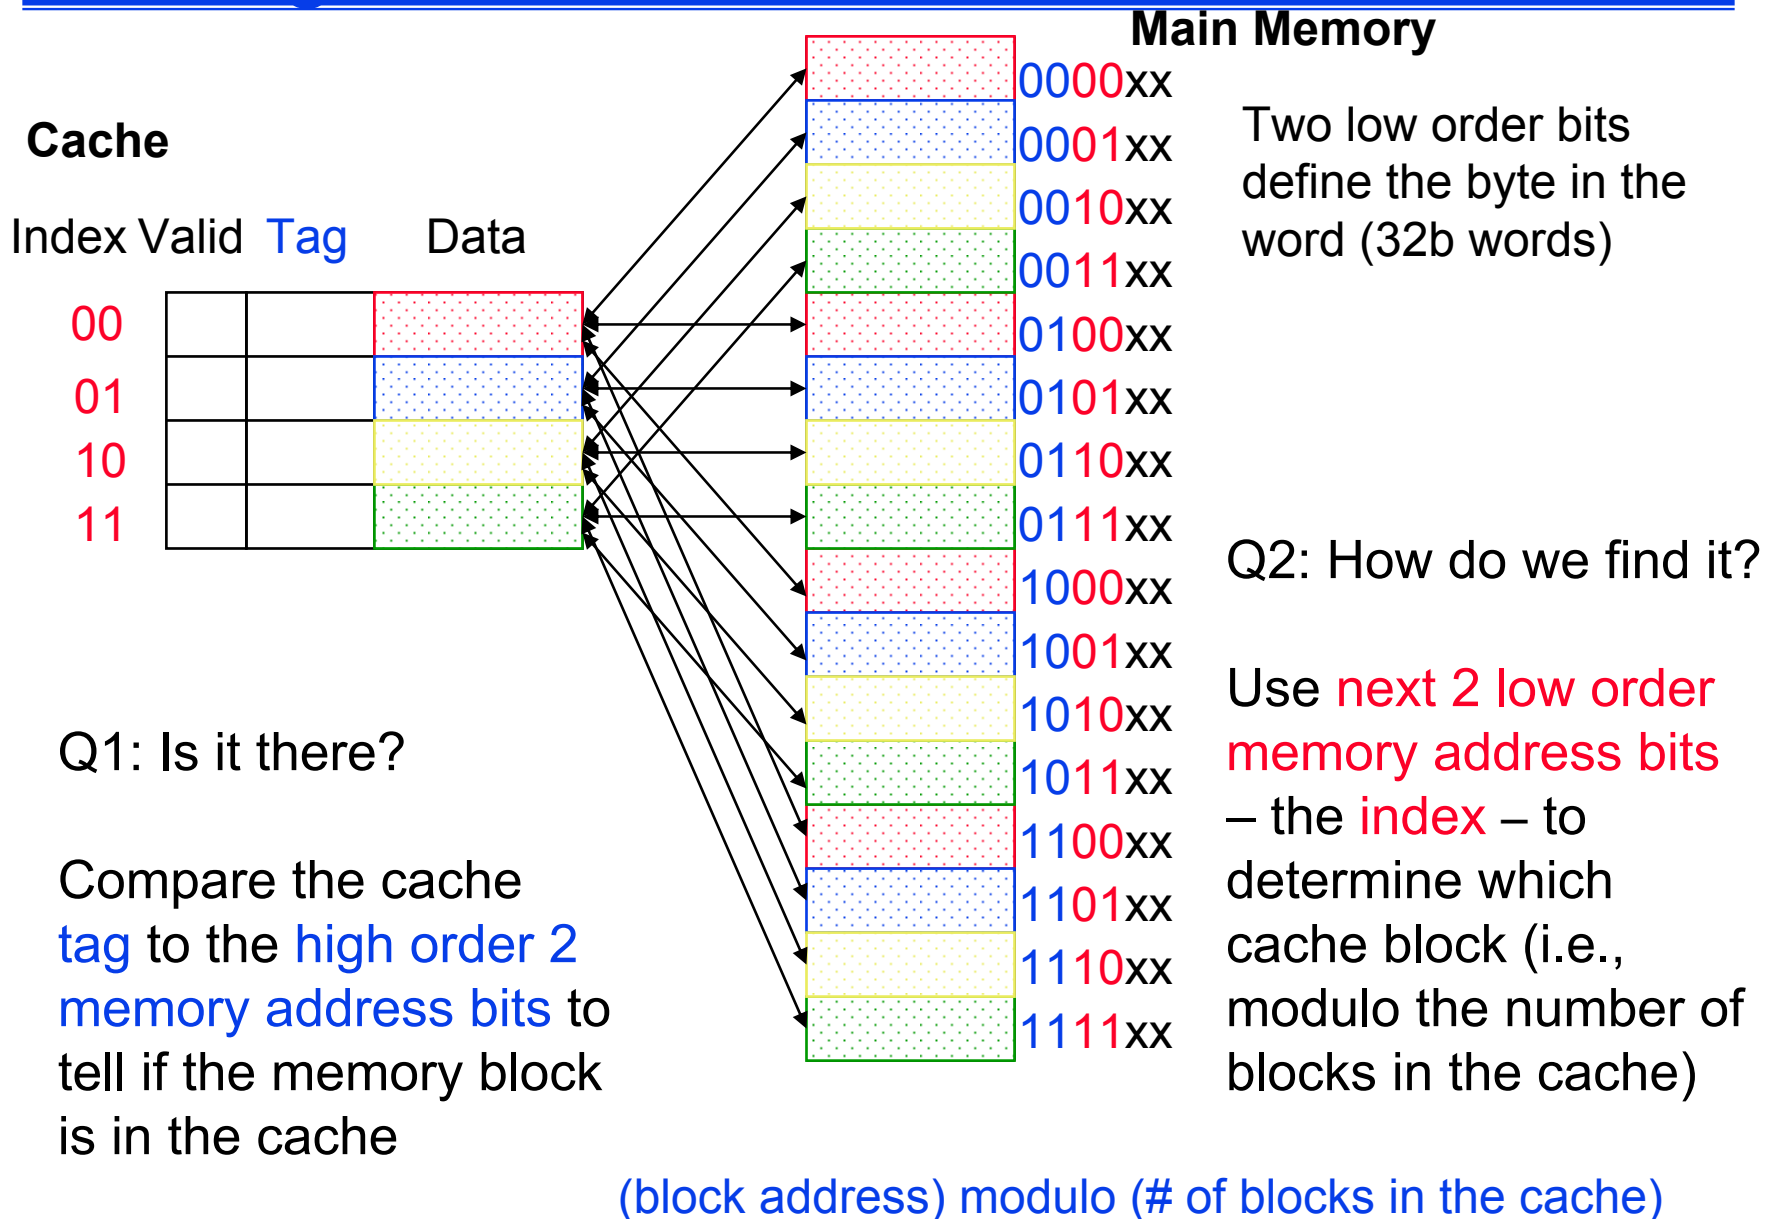 Main Memory
Cache
Index Valid Tag Data
00
01
10
11
0000xx
0001xx
0010xx
0011xx
0100xx
0101xx
0110xx
0111xx
1000xx
1001xx
1010xx
1011xx
1100xx
1101xx
1110xx
1111xx
Two low order bits
define the byte in the
word (32b words)
Q1: Is it there?
Compare the cache
tag to the high order 2
memory address bits to
tell if the memory block
is in the cache
Q2: How do we find it?
Use next 2 low order
memory address bits
– the index – to
determine which
cache block (i.e.,
modulo the number of
blocks in the cache)
(block address) modulo (# of blocks in the cache)